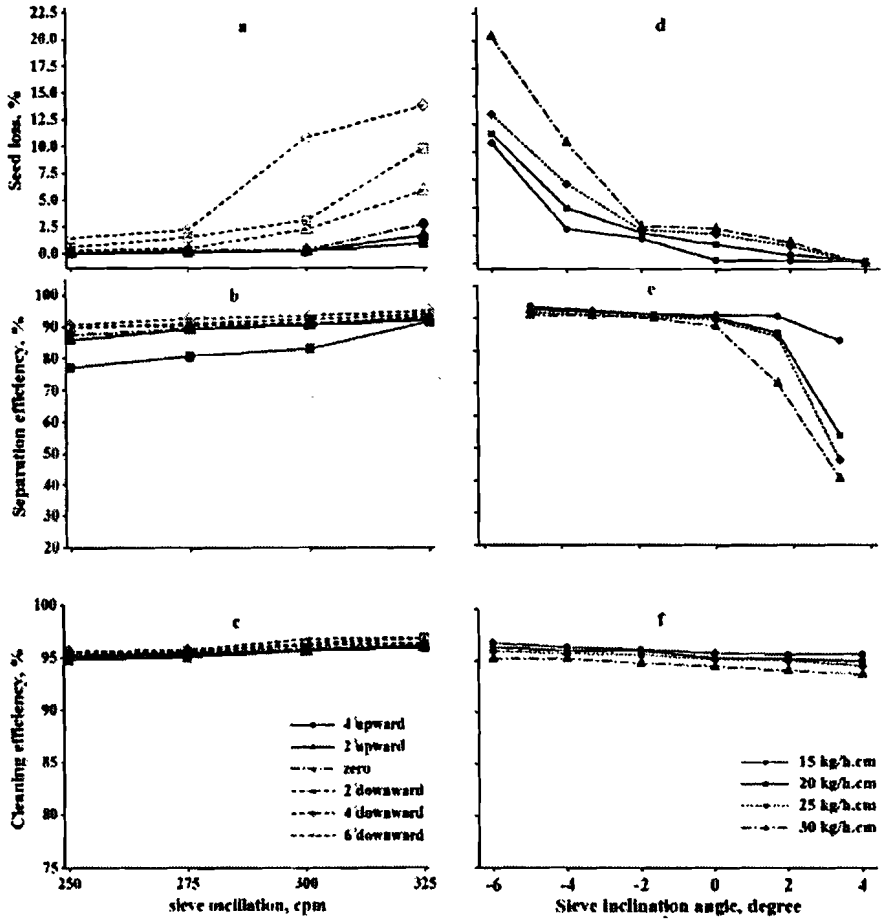 a
22.5
20.0
17.5
15.0
12.5
10.0
7.5
5.0
2.5
0.0
Seed loss, %
b
100
90
80
70
60
50
40
30
20
Separation efficiency, %
c
100
95
90
85
80
75
Cleaning efficiency, %
4 upward
2 upward
zero
2 downward
4 downward
6 downward
250
275
300
325
sieve oscillation, cpm
d
e
f
15 kg/h.cm
20 kg/h.cm
25 kg/h.cm
30 kg/h.cm
-6
-4
-2
0
2
4
Sieve inclination angle, degree